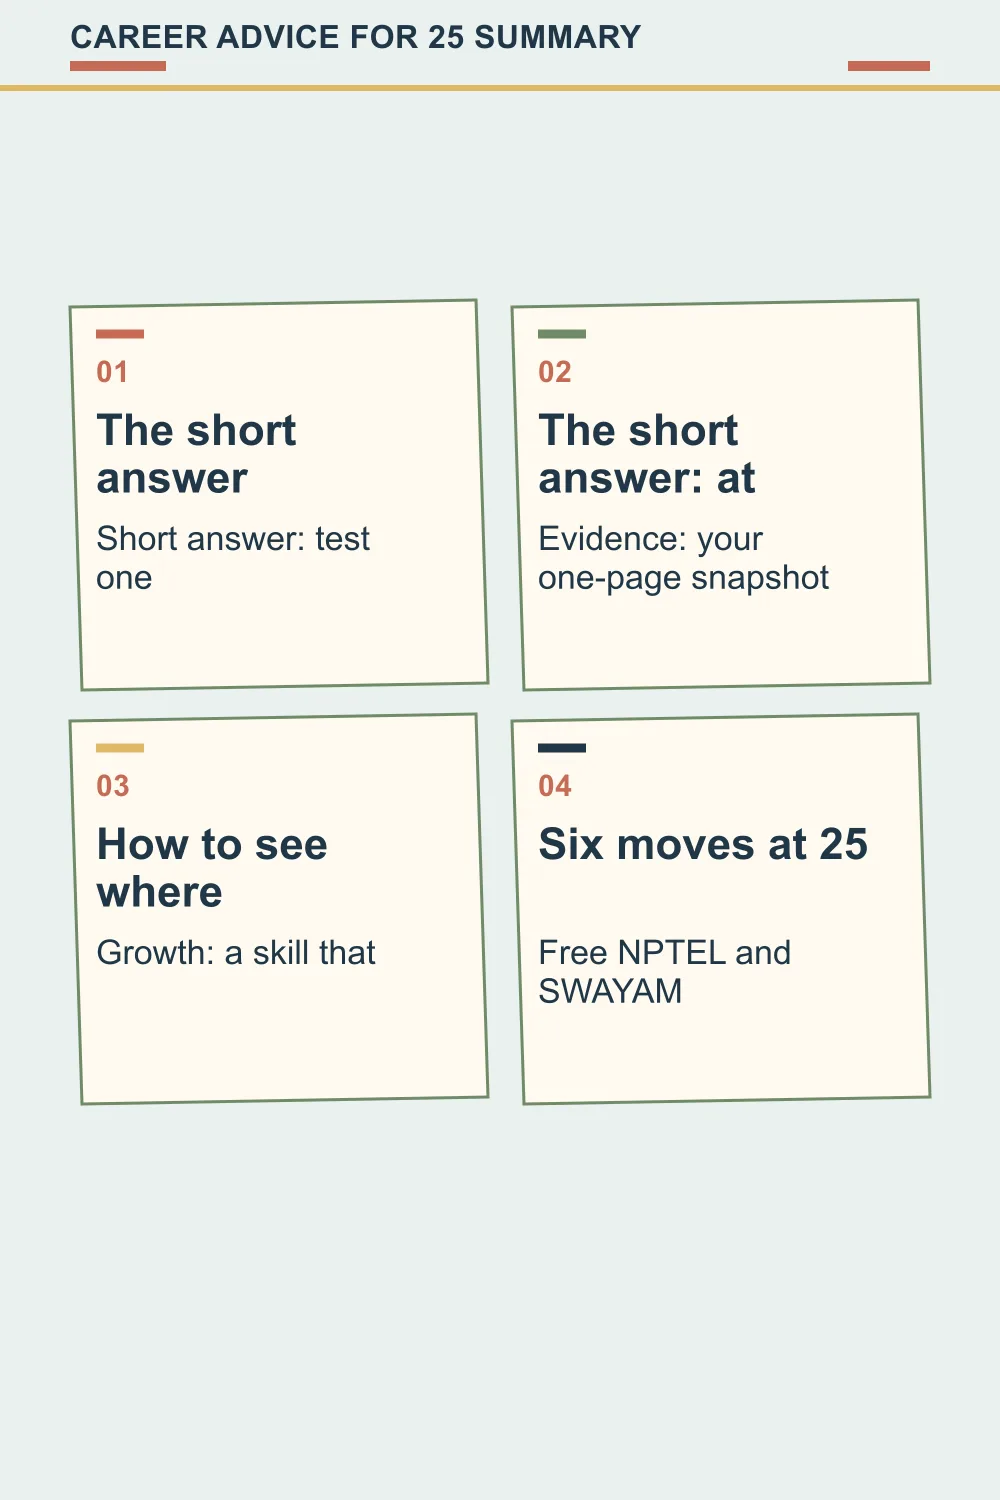 CAREER ADVICE FOR 25 SUMMARY
01
The short
answer
Short answer: test
one
02
The short
answer: at
Evidence: your
one-page snapshot
03
How to see
where
Growth: a skill that
04
Six moves at 25
Free NPTEL and
SWAYAM